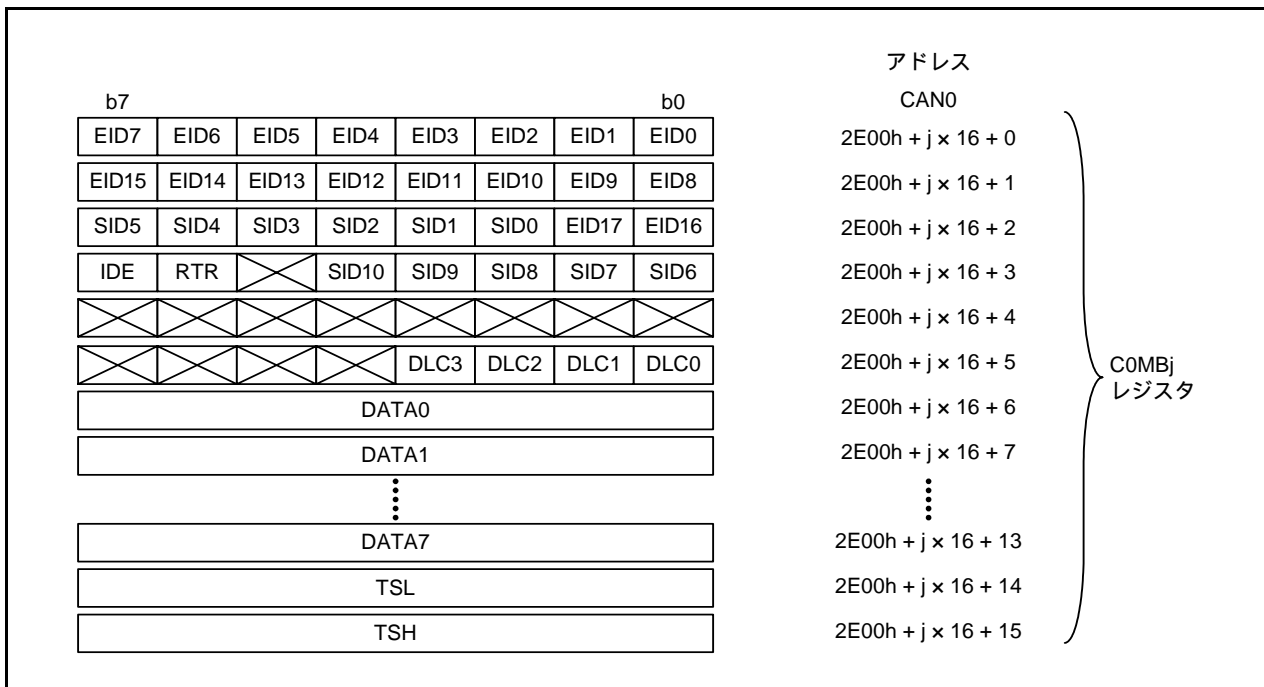 アドレス
b7 b0 CAN0
EID7 EID6 EID5 EID4 EID3 EID2 EID1 EID0 2E00h + j × 16 + 0
EID15 EID14 EID13 EID12 EID11 EID10 EID9 EID8 2E00h + j × 16 + 1
SID5 SID4 SID3 SID2 SID1 SID0 EID17 EID16 2E00h + j × 16 + 2
IDE RTR SID10 SID9 SID8 SID7 SID6 2E00h + j × 16 + 3
2E00h + j × 16 + 4
DLC3 DLC2 DLC1 DLC0 2E00h + j × 16 + 5
C0MBj
レジスタ
DATA0 2E00h + j × 16 + 6
DATA1 2E00h + j × 16 + 7
DATA7 2E00h + j × 16 + 13
TSL 2E00h + j × 16 + 14
TSH 2E00h + j × 16 + 15